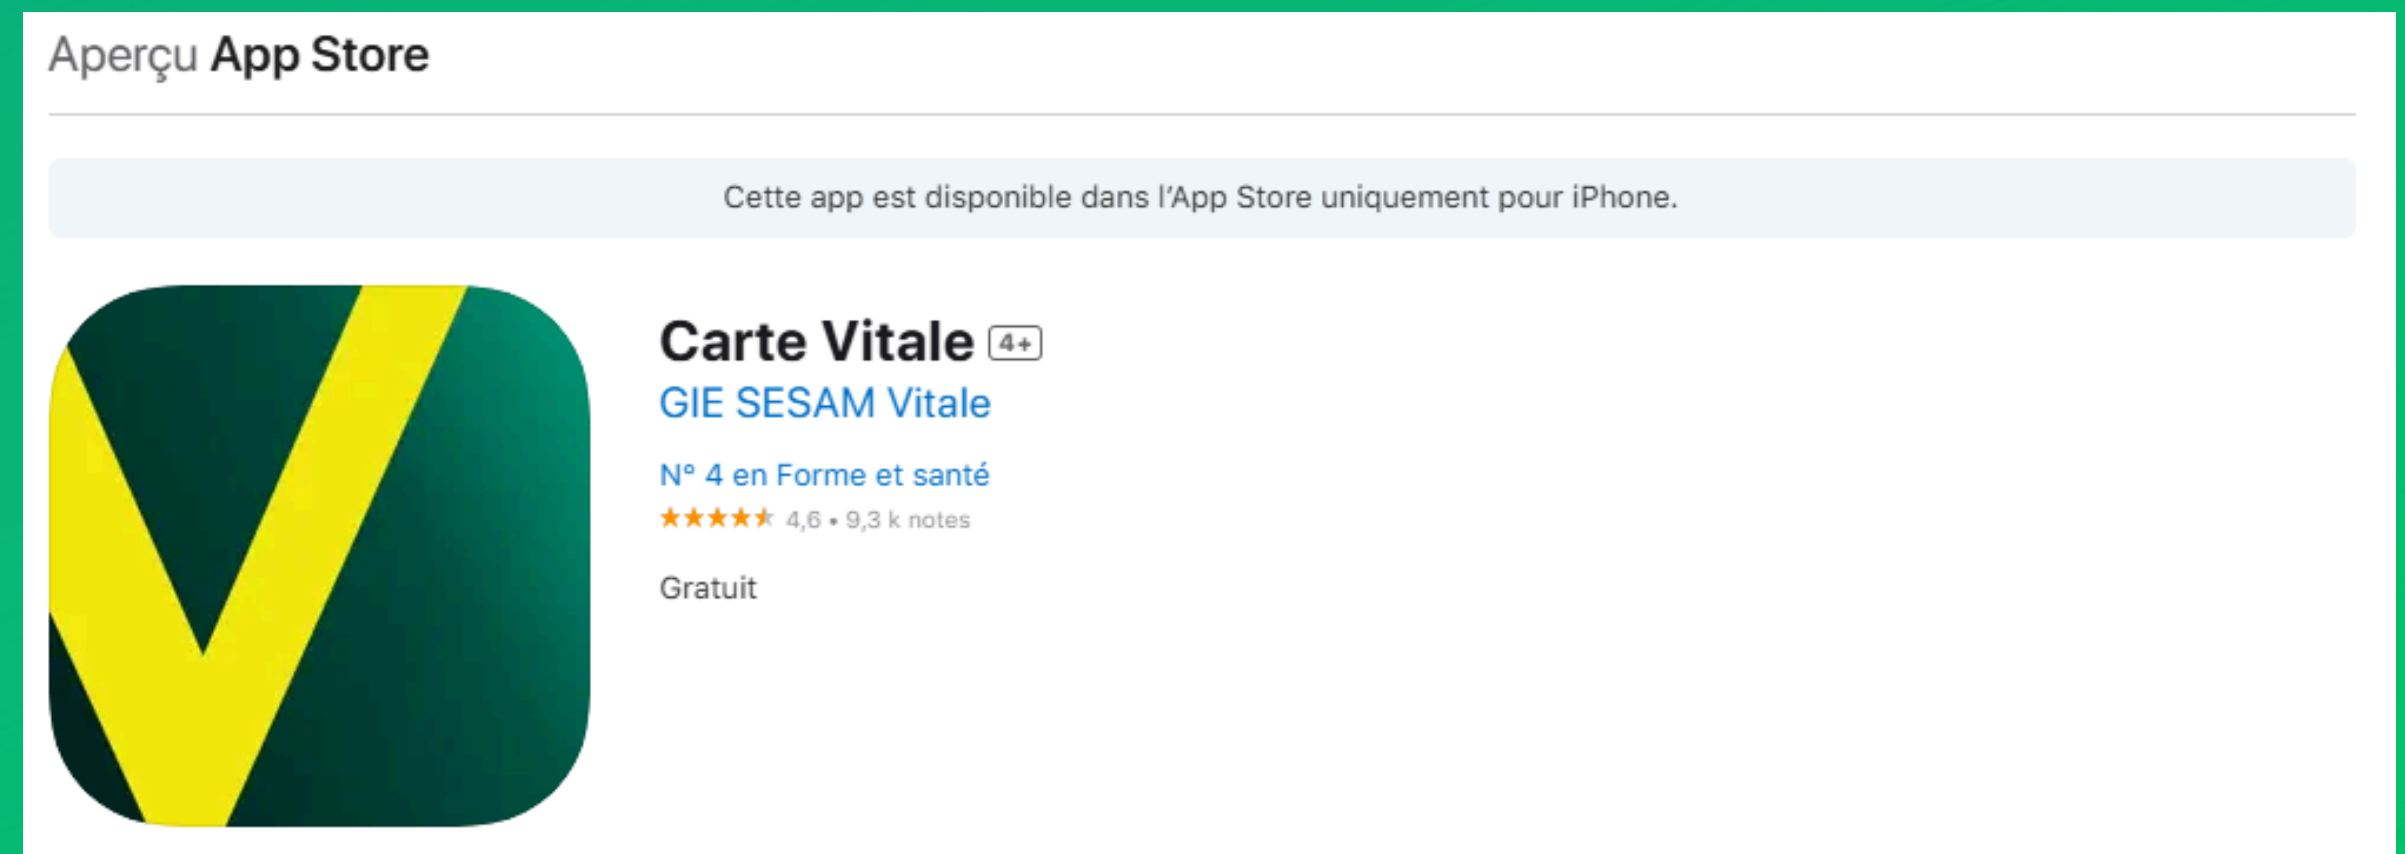 Aperçu App Store
Cette app est disponible dans l’App Store uniquement pour iPhone.
Carte Vitale 4+
GIE SESAM Vitale
N° 4 en Forme et santé
4,6 • 9,3 k notes
Gratuit